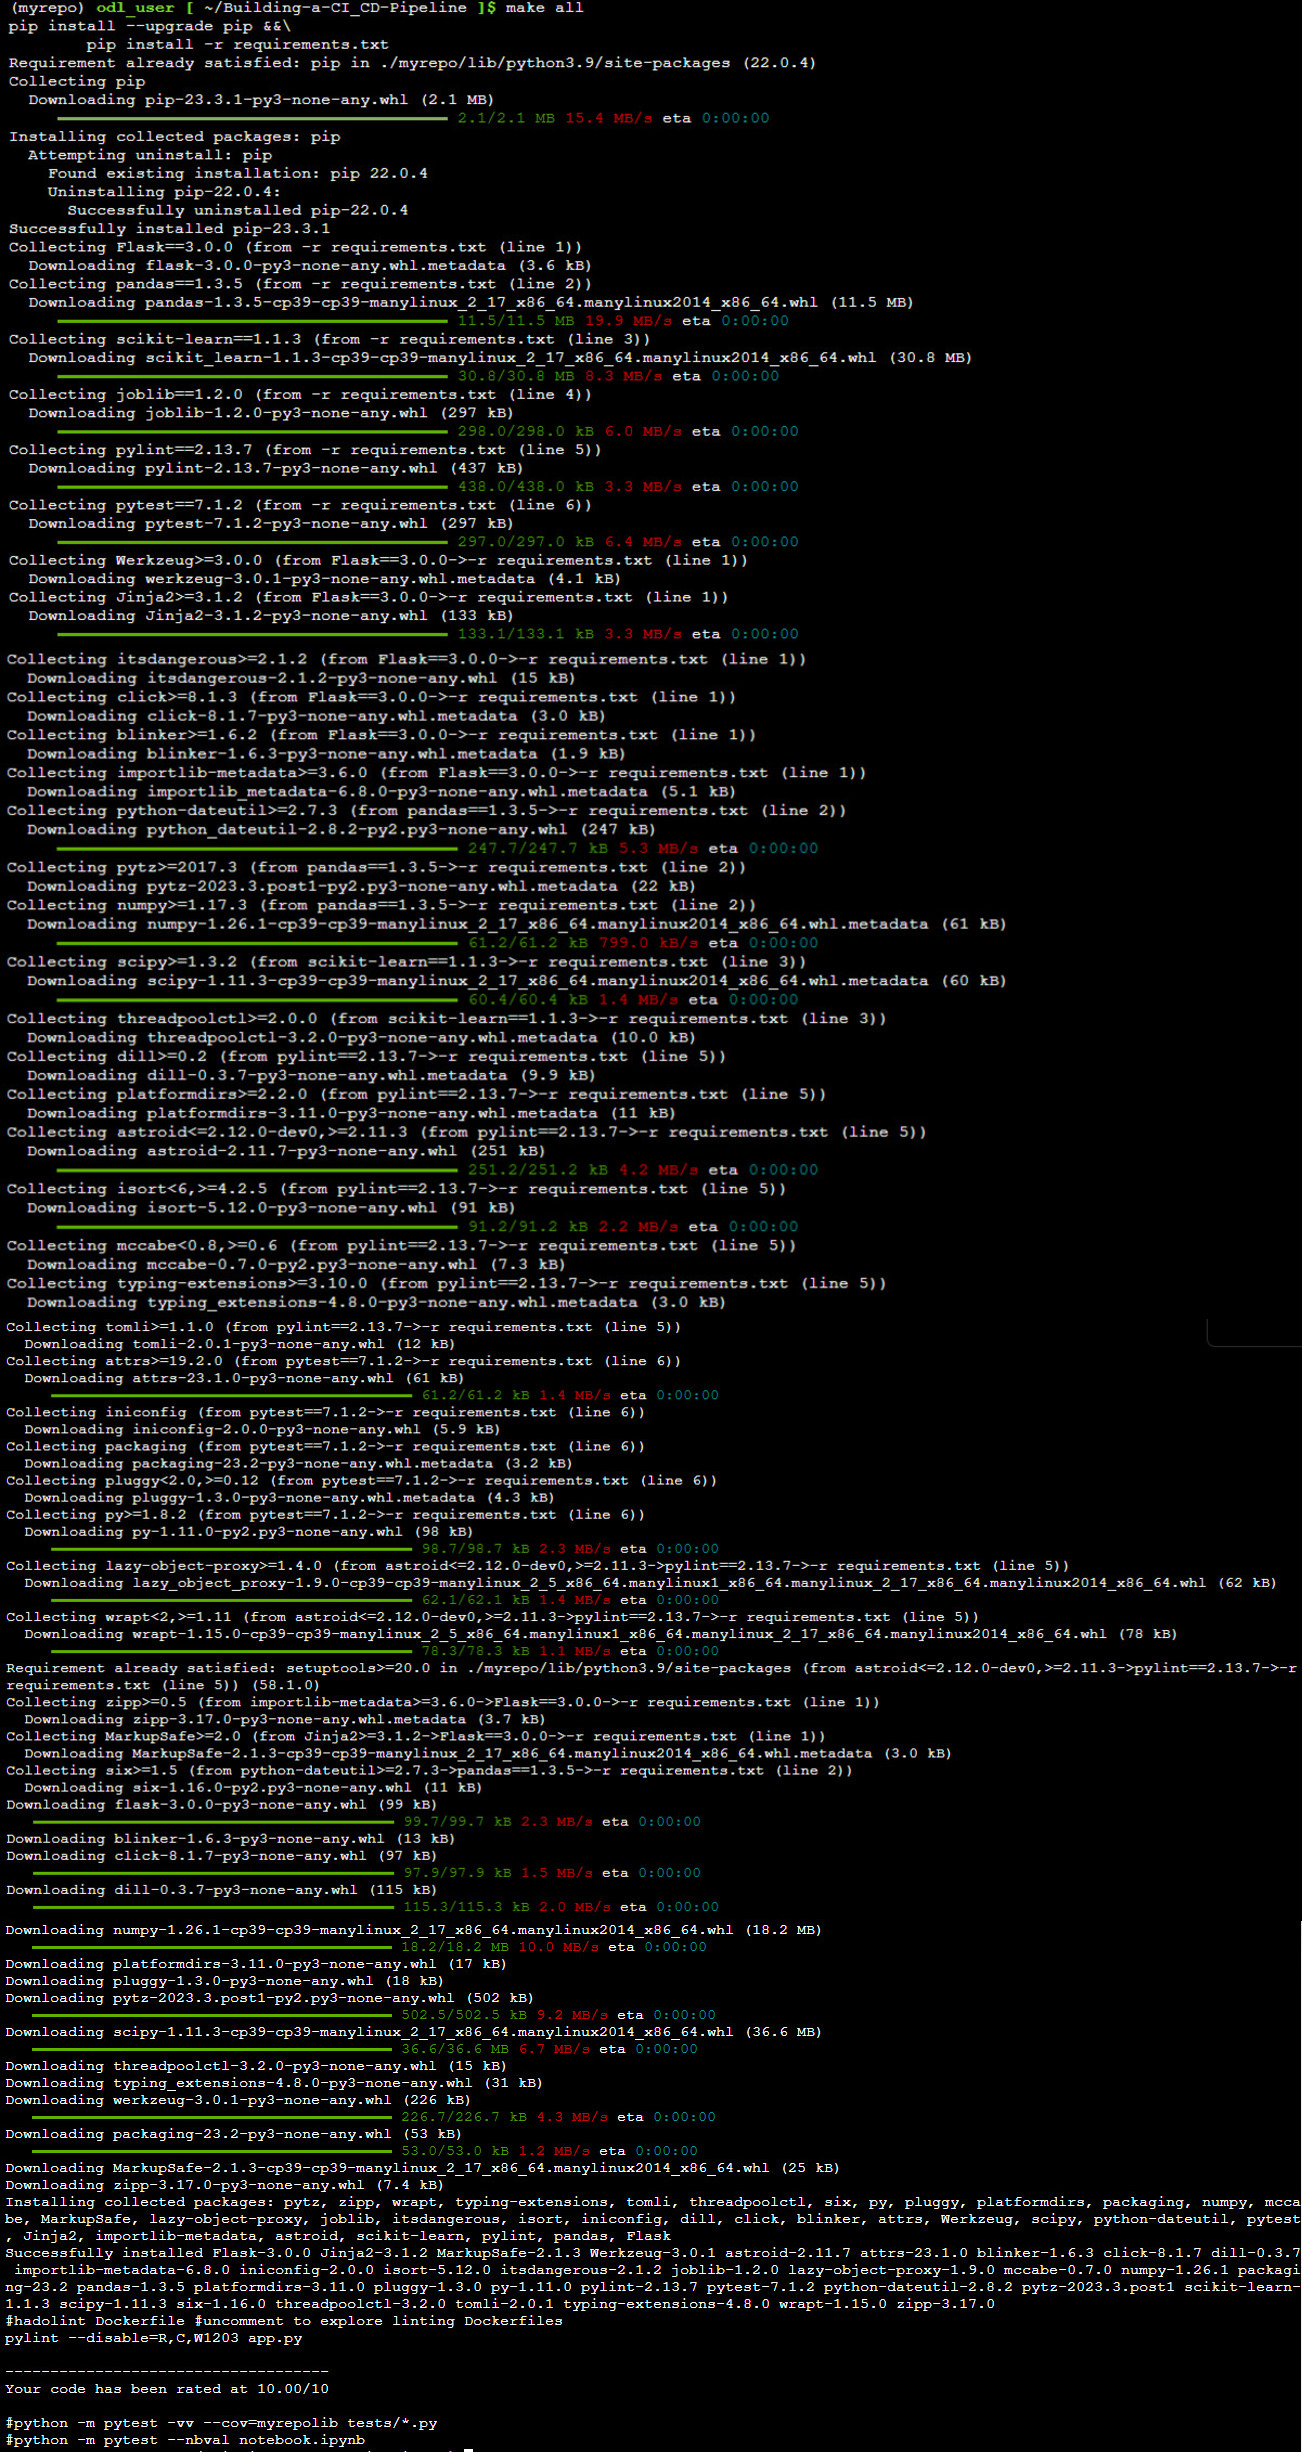 (myrepo) odl_user [ ~/Building-a-CI_CD-Pipeline ]$ make all
pip install --upgrade pip &&\
pip install -r requirements.txt
Requirement already satisfied: pip in ./myrepo/lib/python3.9/site-packages (22.0.4)
Collecting pip
Downloading pip-23.3.1-py3-none-any.whl (2.1 MB)
2.1/2.1 MB 15.4 MB/s eta 0:00:00
Installing collected packages: pip
Attempting uninstall: pip
Found existing installation: pip 22.0.4
Uninstalling pip-22.0.4:
Successfully uninstalled pip-22.0.4
Successfully installed pip-23.3.1
Collecting Flask==3.0.0 (from -r requirements.txt (line 1))
Downloading flask-3.0.0-py3-none-any.whl.metadata (3.6 kB)
Collecting pandas==1.3.5 (from -r requirements.txt (line 2))
Downloading pandas-1.3.5-cp39-cp39-manylinux_2_17_x86_64.manylinux2014_x86_64.whl (11.5 MB)
11.5/11.5 MB 19.9 MB/s eta 0:00:00
Collecting scikit-learn==1.1.3 (from -r requirements.txt (line 3))
Downloading scikit_learn-1.1.3-cp39-cp39-manylinux_2_17_x86_64.manylinux2014_x86_64.whl (30.8 MB)
30.8/30.8 MB 8.3 MB/s eta 0:00:00
Collecting joblib==1.2.0 (from -r requirements.txt (line 4))
Downloading joblib-1.2.0-py3-none-any.whl (297 kB)
298.0/298.0 kB 6.0 MB/s eta 0:00:00
Collecting pylint==2.13.7 (from -r requirements.txt (line 5))
Downloading pylint-2.13.7-py3-none-any.whl (437 kB)
438.0/438.0 kB 3.3 MB/s eta 0:00:00
Collecting pytest==7.1.2 (from -r requirements.txt (line 6))
Downloading pytest-7.1.2-py3-none-any.whl (297 kB)
297.0/297.0 kB 6.4 MB/s eta 0:00:00
Collecting Werkzeug>=3.0.0 (from Flask==3.0.0->-r requirements.txt (line 1))
Downloading werkzeug-3.0.1-py3-none-any.whl.metadata (4.1 kB)
Collecting Jinja2>=3.1.2 (from Flask==3.0.0->-r requirements.txt (line 1))
Downloading Jinja2-3.1.2-py3-none-any.whl (133 kB)
133.1/133.1 kB 3.3 MB/s eta 0:00:00
Collecting itsdangerous>=2.1.2 (from Flask==3.0.0->-r requirements.txt (line 1))
Downloading itsdangerous-2.1.2-py3-none-any.whl (15 kB)
Collecting click>=8.1.3 (from Flask==3.0.0->-r requirements.txt (line 1))
Downloading click-8.1.7-py3-none-any.whl.metadata (3.0 kB)
Collecting blinker>=1.6.2 (from Flask==3.0.0->-r requirements.txt (line 1))
Downloading blinker-1.6.3-py3-none-any.whl.metadata (1.9 kB)
Collecting importlib-metadata>=3.6.0 (from Flask==3.0.0->-r requirements.txt (line 1))
Downloading importlib_metadata-6.8.0-py3-none-any.whl.metadata (5.1 kB)
Collecting python-dateutil>=2.7.3 (from pandas==1.3.5->-r requirements.txt (line 2))
Downloading python_dateutil-2.8.2-py2.py3-none-any.whl (247 kB)
247.7/247.7 kB 5.3 MB/s eta 0:00:00
Collecting pytz>=2017.3 (from pandas==1.3.5->-r requirements.txt (line 2))
Downloading pytz-2023.3.post1-py2.py3-none-any.whl.metadata (22 kB)
Collecting numpy>=1.17.3 (from pandas==1.3.5->-r requirements.txt (line 2))
Downloading numpy-1.26.1-cp39-cp39-manylinux_2_17_x86_64.manylinux2014_x86_64.whl.metadata (61 kB)
61.2/61.2 kB 799.0 kB/s eta 0:00:00
Collecting scipy>=1.3.2 (from scikit-learn==1.1.3->-r requirements.txt (line 3))
Downloading scipy-1.11.3-cp39-cp39-manylinux_2_17_x86_64.manylinux2014_x86_64.whl.metadata (60 kB)
60.4/60.4 kB 1.4 MB/s eta 0:00:00
Collecting threadpoolctl>=2.0.0 (from scikit-learn==1.1.3->-r requirements.txt (line 3))
Downloading threadpoolctl-3.2.0-py3-none-any.whl.metadata (10.0 kB)
Collecting dill>=0.2 (from pylint==2.13.7->-r requirements.txt (line 5))
Downloading dill-0.3.7-py3-none-any.whl.metadata (9.9 kB)
Collecting platformdirs>=2.2.0 (from pylint==2.13.7->-r requirements.txt (line 5))
Downloading platformdirs-3.11.0-py3-none-any.whl.metadata (11 kB)
Collecting astroid<=2.12.0-dev0,>=2.11.3 (from pylint==2.13.7->-r requirements.txt (line 5))
Downloading astroid-2.11.7-py3-none-any.whl (251 kB)
251.2/251.2 kB 4.2 MB/s eta 0:00:00
Collecting isort<6,>=4.2.5 (from pylint==2.13.7->-r requirements.txt (line 5))
Downloading isort-5.12.0-py3-none-any.whl (91 kB)
91.2/91.2 kB 2.2 MB/s eta 0:00:00
Collecting mccabe<0.8,>=0.6 (from pylint==2.13.7->-r requirements.txt (line 5))
Downloading mccabe-0.7.0-py2.py3-none-any.whl (7.3 kB)
Collecting typing-extensions>=3.10.0 (from pylint==2.13.7->-r requirements.txt (line 5))
Downloading typing_extensions-4.8.0-py3-none-any.whl.metadata (3.0 kB)
Collecting tomli>=1.1.0 (from pylint==2.13.7->-r requirements.txt (line 5))
Downloading tomli-2.0.1-py3-none-any.whl (12 kB)
Collecting attrs>=19.2.0 (from pytest==7.1.2->-r requirements.txt (line 6))
Downloading attrs-23.1.0-py3-none-any.whl (61 kB)
61.2/61.2 kB 1.4 MB/s eta 0:00:00
Collecting iniconfig (from pytest==7.1.2->-r requirements.txt (line 6))
Downloading iniconfig-2.0.0-py3-none-any.whl (5.9 kB)
Collecting packaging (from pytest==7.1.2->-r requirements.txt (line 6))
Downloading packaging-23.2-py3-none-any.whl.metadata (3.2 kB)
Collecting pluggy<2.0,>=0.12 (from pytest==7.1.2->-r requirements.txt (line 6))
Downloading pluggy-1.3.0-py3-none-any.whl.metadata (4.3 kB)
Collecting py>=1.8.2 (from pytest==7.1.2->-r requirements.txt (line 6))
Downloading py-1.11.0-py2.py3-none-any.whl (98 kB)
98.7/98.7 kB 2.3 MB/s eta 0:00:00
Collecting lazy-object-proxy>=1.4.0 (from astroid<=2.12.0-dev0,>=2.11.3->pylint==2.13.7->-r requirements.txt (line 5))
Downloading lazy_object_proxy-1.9.0-cp39-cp39-manylinux_2_5_x86_64.manylinux1_x86_64.manylinux_2_17_x86_64.manylinux2014_x86_64.whl (62 kB)
62.1/62.1 kB 1.4 MB/s eta 0:00:00
Collecting wrapt<2,>=1.11 (from astroid<=2.12.0-dev0,>=2.11.3->pylint==2.13.7->-r requirements.txt (line 5))
Downloading wrapt-1.15.0-cp39-cp39-manylinux_2_5_x86_64.manylinux1_x86_64.manylinux_2_17_x86_64.manylinux2014_x86_64.whl (78 kB)
78.3/78.3 kB 1.1 MB/s eta 0:00:00
Requirement already satisfied: setuptools>=20.0 in ./myrepo/lib/python3.9/site-packages (from astroid<=2.12.0-dev0,>=2.11.3->pylint==2.13.7->-r
requirements.txt (line 5)) (58.1.0)
Collecting zipp>=0.5 (from importlib-metadata>=3.6.0->Flask==3.0.0->-r requirements.txt (line 1))
Downloading zipp-3.17.0-py3-none-any.whl.metadata (3.7 kB)
Collecting MarkupSafe>=2.0 (from Jinja2>=3.1.2->Flask==3.0.0->-r requirements.txt (line 1))
Downloading MarkupSafe-2.1.3-cp39-cp39-manylinux_2_17_x86_64.manylinux2014_x86_64.whl.metadata (3.0 kB)
Collecting six>=1.5 (from python-dateutil>=2.7.3->pandas==1.3.5->-r requirements.txt (line 2))
Downloading six-1.16.0-py2.py3-none-any.whl (11 kB)
Downloading flask-3.0.0-py3-none-any.whl (99 kB)
99.7/99.7 kB 2.3 MB/s eta 0:00:00
Downloading blinker-1.6.3-py3-none-any.whl (13 kB)
Downloading click-8.1.7-py3-none-any.whl (97 kB)
97.9/97.9 kB 1.5 MB/s eta 0:00:00
Downloading dill-0.3.7-py3-none-any.whl (115 kB)
115.3/115.3 kB 2.0 MB/s eta 0:00:00
Downloading numpy-1.26.1-cp39-cp39-manylinux_2_17_x86_64.manylinux2014_x86_64.whl (18.2 MB)
18.2/18.2 MB 10.0 MB/s eta 0:00:00
Downloading platformdirs-3.11.0-py3-none-any.whl (17 kB)
Downloading pluggy-1.3.0-py3-none-any.whl (18 kB)
Downloading pytz-2023.3.post1-py2.py3-none-any.whl (502 kB)
502.5/502.5 kB 9.2 MB/s eta 0:00:00
Downloading scipy-1.11.3-cp39-cp39-manylinux_2_17_x86_64.manylinux2014_x86_64.whl (36.6 MB)
36.6/36.6 MB 6.7 MB/s eta 0:00:00
Downloading threadpoolctl-3.2.0-py3-none-any.whl (15 kB)
Downloading typing_extensions-4.8.0-py3-none-any.whl (31 kB)
Downloading werkzeug-3.0.1-py3-none-any.whl (226 kB)
226.7/226.7 kB 4.3 MB/s eta 0:00:00
Downloading packaging-23.2-py3-none-any.whl (53 kB)
53.0/53.0 kB 1.2 MB/s eta 0:00:00
Downloading MarkupSafe-2.1.3-cp39-cp39-manylinux_2_17_x86_64.manylinux2014_x86_64.whl (25 kB)
Downloading zipp-3.17.0-py3-none-any.whl (7.4 kB)
Installing collected packages: pytz, zipp, wrapt, typing-extensions, tomli, threadpoolctl, six, py, pluggy, platformdirs, packaging, numpy, mcca
be, MarkupSafe, lazy-object-proxy, joblib, itsdangerous, isort, iniconfig, dill, click, blinker, attrs, Werkzeug, scipy, python-dateutil, pytest
, Jinja2, importlib-metadata, astroid, scikit-learn, pylint, pandas, Flask
Successfully installed Flask-3.0.0 Jinja2-3.1.2 MarkupSafe-2.1.3 Werkzeug-3.0.1 astroid-2.11.7 attrs-23.1.0 blinker-1.6.3 click-8.1.7 dill-0.3.7
importlib-metadata-6.8.0 iniconfig-2.0.0 isort-5.12.0 itsdangerous-2.1.2 joblib-1.2.0 lazy-object-proxy-1.9.0 mccabe-0.7.0 numpy-1.26.1 packagi
ng-23.2 pandas-1.3.5 platformdirs-3.11.0 pluggy-1.3.0 py-1.11.0 pylint-2.13.7 pytest-7.1.2 python-dateutil-2.8.2 pytz-2023.3.post1 scikit-learn-
1.1.3 scipy-1.11.3 six-1.16.0 threadpoolctl-3.2.0 tomli-2.0.1 typing-extensions-4.8.0 wrapt-1.15.0 zipp-3.17.0
#hadolint Dockerfile #uncomment to explore linting Dockerfiles
pylint --disable=R,C,W1203 app.py
------------------------------------
Your code has been rated at 10.00/10
#python -m pytest -vv --cov=myrepolib tests/*.py
#python -m pytest --nbval notebook.ipynb